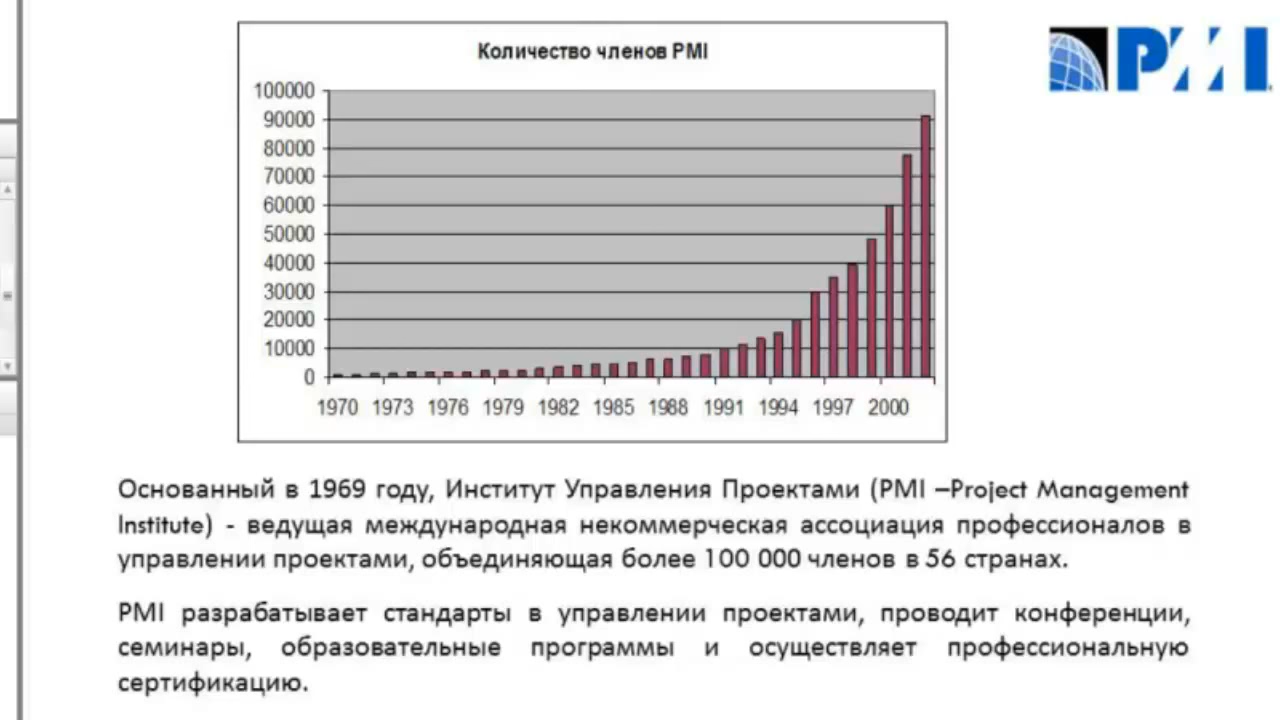 Количество членов PMI
PMI
100000
90000
80000
70000
60000
50000
40000
30000
20000
10000
0
1970 1973 1976 1979 1982 1985 1988 1991 1994 1997 2000
Основанный в 1969 году, Институт Управления Проектами (PMI –Project Management
Institute) - ведущая международная некоммерческая ассоциация профессионалов в
управлении проектами, объединяющая более 100 000 членов в 56 странах.
PMI разрабатывает стандарты в управлении проектами, проводит конференции,
семинары, образовательные программы и осуществляет профессиональную
сертификацию.